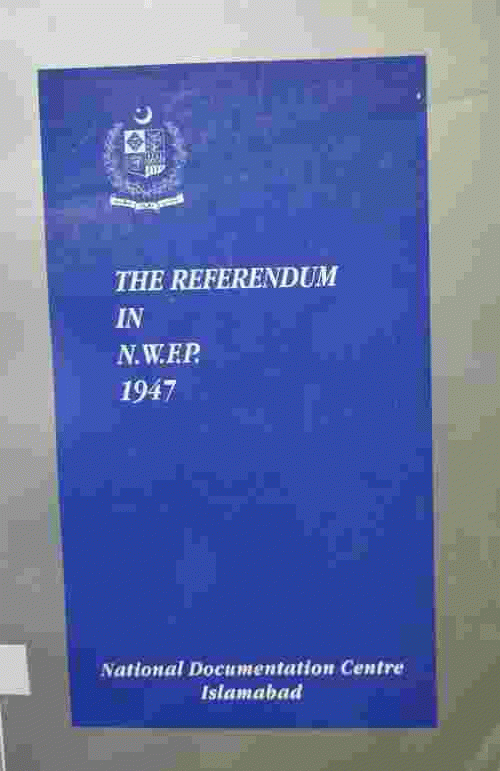 THE REFERENDUM
IN
N.W.F.P.
1947
National Documentation Centre
Islamabad